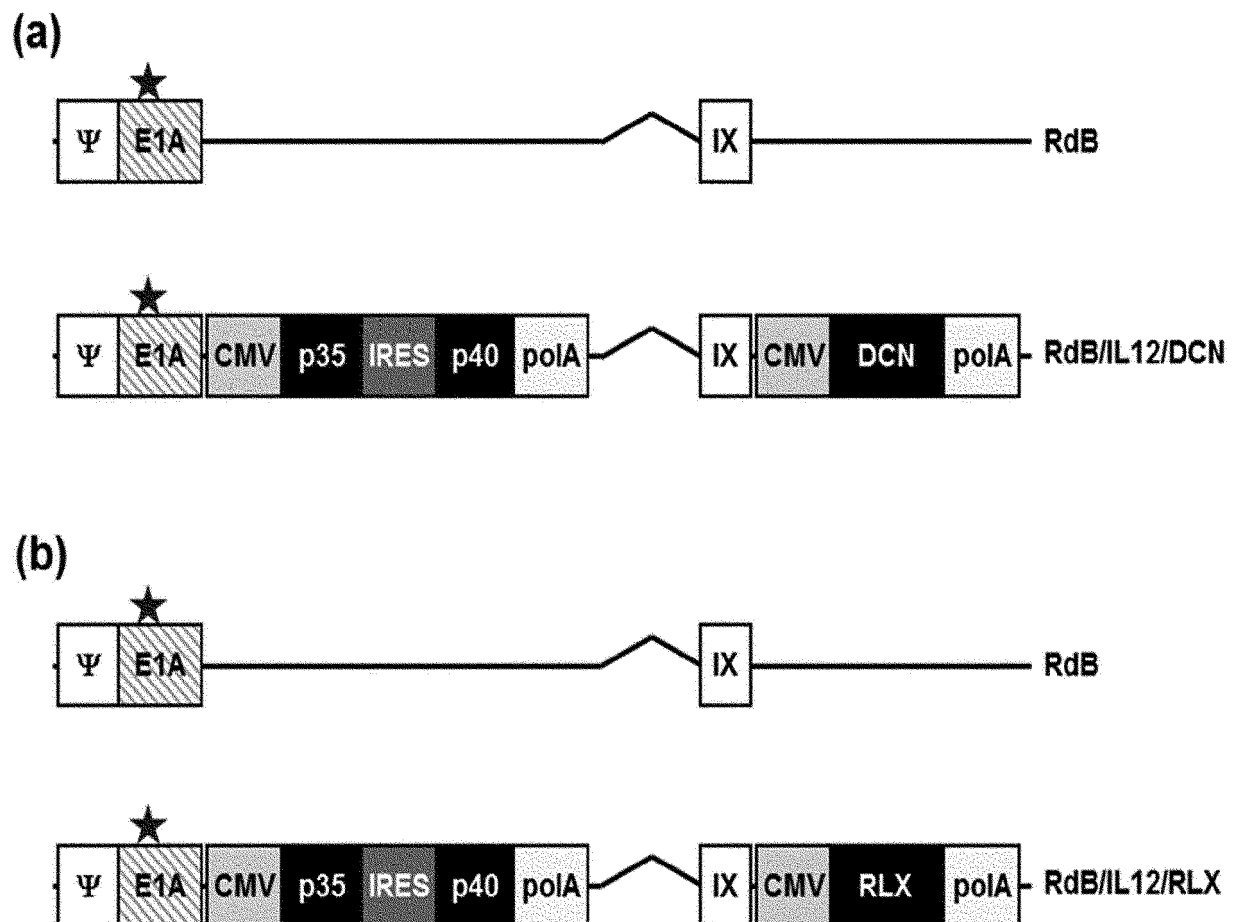 (a)
Ψ E1A IX RdB
Ψ E1A CMV p35 IRES p40 polA IX CMV DCN polA RdB/IL12/DCN
(b)
Ψ E1A IX RdB
Ψ E1A CMV p35 IRES p40 polA IX CMV RLX polA RdB/IL12/RLX